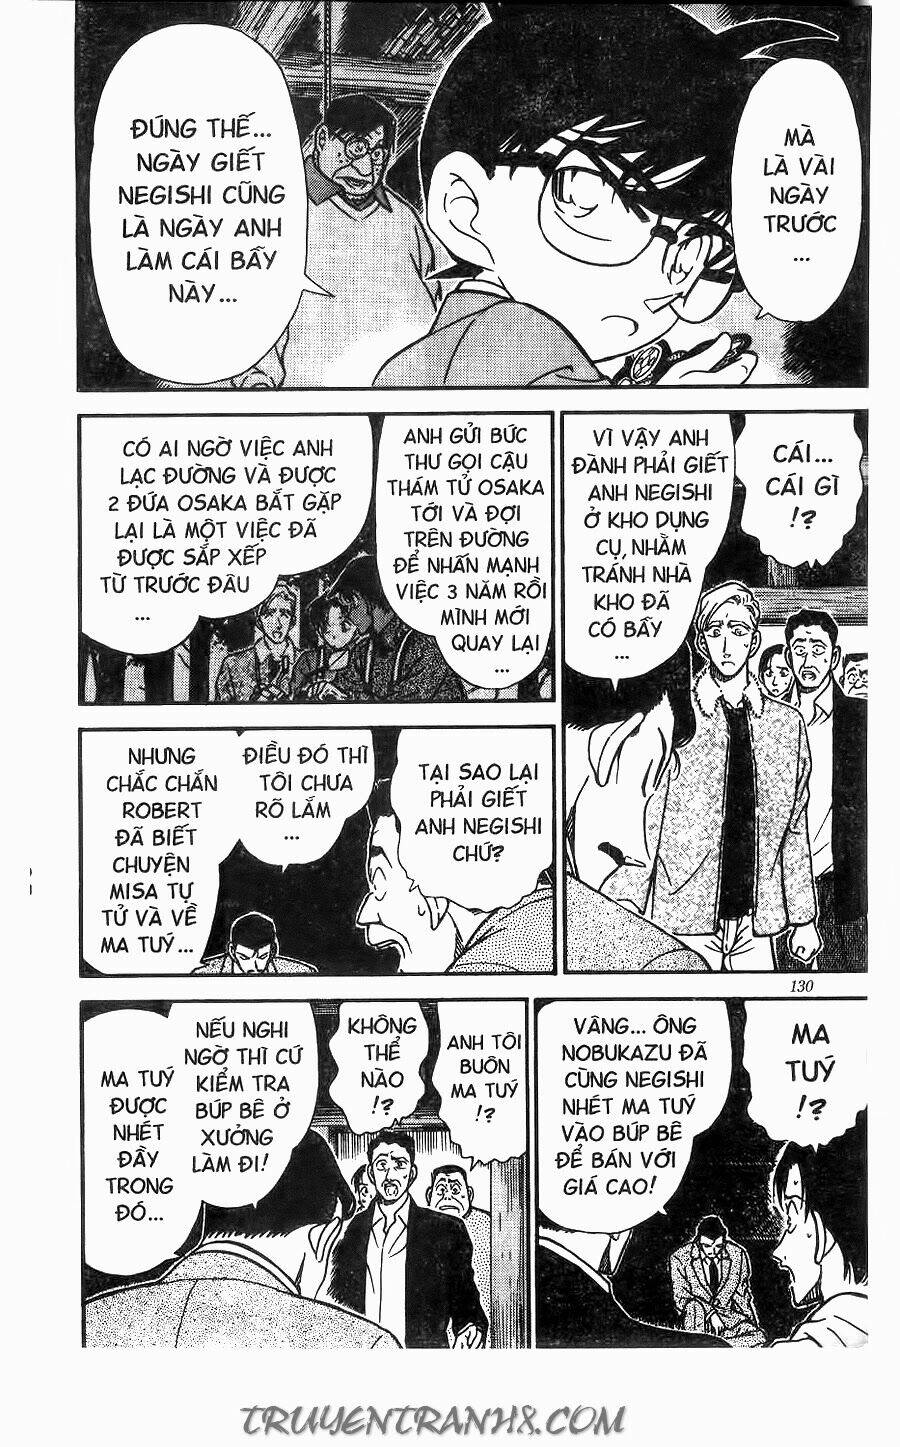 MÀ
LÀ VÀI
NGÀY
TRƯỚC
...
ĐÚNG THẾ...
NGÀY GIẾT
NEGISHI CŨNG
LÀ NGÀY ANH
LÀM CÁI BẪY
NÀY...
CÁI...
CÁI GÌ
!?
VÌ VẬY ANH
ĐÀNH PHẢI GIẾT
ANH NEGISHI
Ở KHO DỤNG
CỤ, NHẰM
TRÁNH NHÀ
KHO ĐÃ
CÓ BẪY
...
ANH GỬI BỨC
THƯ GỌI CẬU
THÁM TỬ OSAKA
TỚI VÀ ĐỢI
TRÊN ĐƯỜNG
ĐỂ NHẤN MẠNH
VIỆC 3 NĂM RỒI
MÌNH MỚI
QUAY LẠI
...
CÓ AI NGỜ VIỆC ANH
LẠC ĐƯỜNG VÀ ĐƯỢC
2 ĐỨA OSAKA BẮT GẶP
LẠI LÀ MỘT VIỆC ĐÃ
ĐƯỢC SẮP XẾP
TỪ TRƯỚC ĐÂU
...
TẠI SAO LẠI
PHẢI GIẾT
ANH NEGISHI
CHỨ?
ĐIỀU ĐÓ THÌ
TÔI CHƯA
RÕ LẮM
...
NHƯNG
CHẮC CHẮN
ROBERT
ĐÃ BIẾT
CHUYỆN
MISA TỰ
TỬ VÀ VỀ
MA TUÝ...
130
MA
TUÝ
!?
VÂNG... ÔNG
NOBUKAZU ĐÃ
CÙNG NEGISHI
NHÉT MA TUÝ
VÀO BÚP BÊ
ĐỂ BÁN VỚI
GIÁ CAO!
ANH TÔI
BUÔN
MA TUÝ
!?
KHÔNG
THỂ
NÀO
!?
NẾU NGHI
NGỜ THÌ CỨ
KIỂM TRA
BÚP BÊ Ở
XƯỞNG
LÀM ĐI!
MA TUÝ
ĐƯỢC
NHÉT
ĐẦY
TRONG
ĐÓ...
TRUYENTRANH8.COM